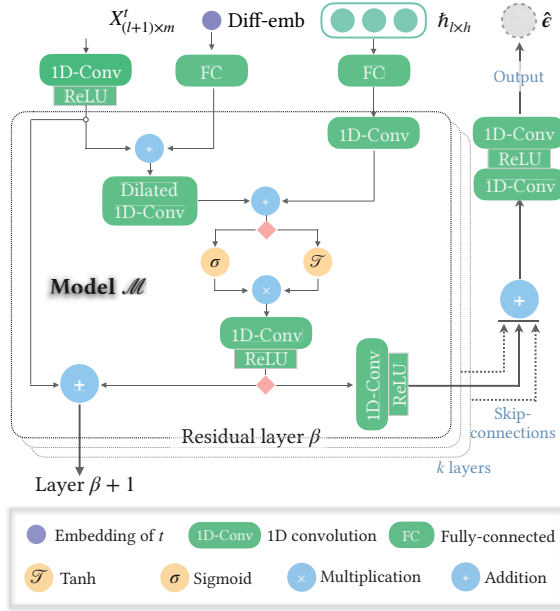 X^t_{(l+1)×m}
Diff-emb
ℏ_{l×h}
ϵ̂
1D-Conv
ReLU
FC
FC
Output
1D-Conv
1D-Conv
ReLU
1D-Conv
+
Dilated
1D-Conv
+
σ
𝒯
Model ℳ
×
+
1D-Conv
ReLU
1D-Conv
ReLU
+
Skip-
connections
Residual layer β
k layers
Layer β + 1
Embedding of t
1D-Conv 1D convolution
FC Fully-connected
𝒯 Tanh
σ Sigmoid
× Multiplication
+ Addition